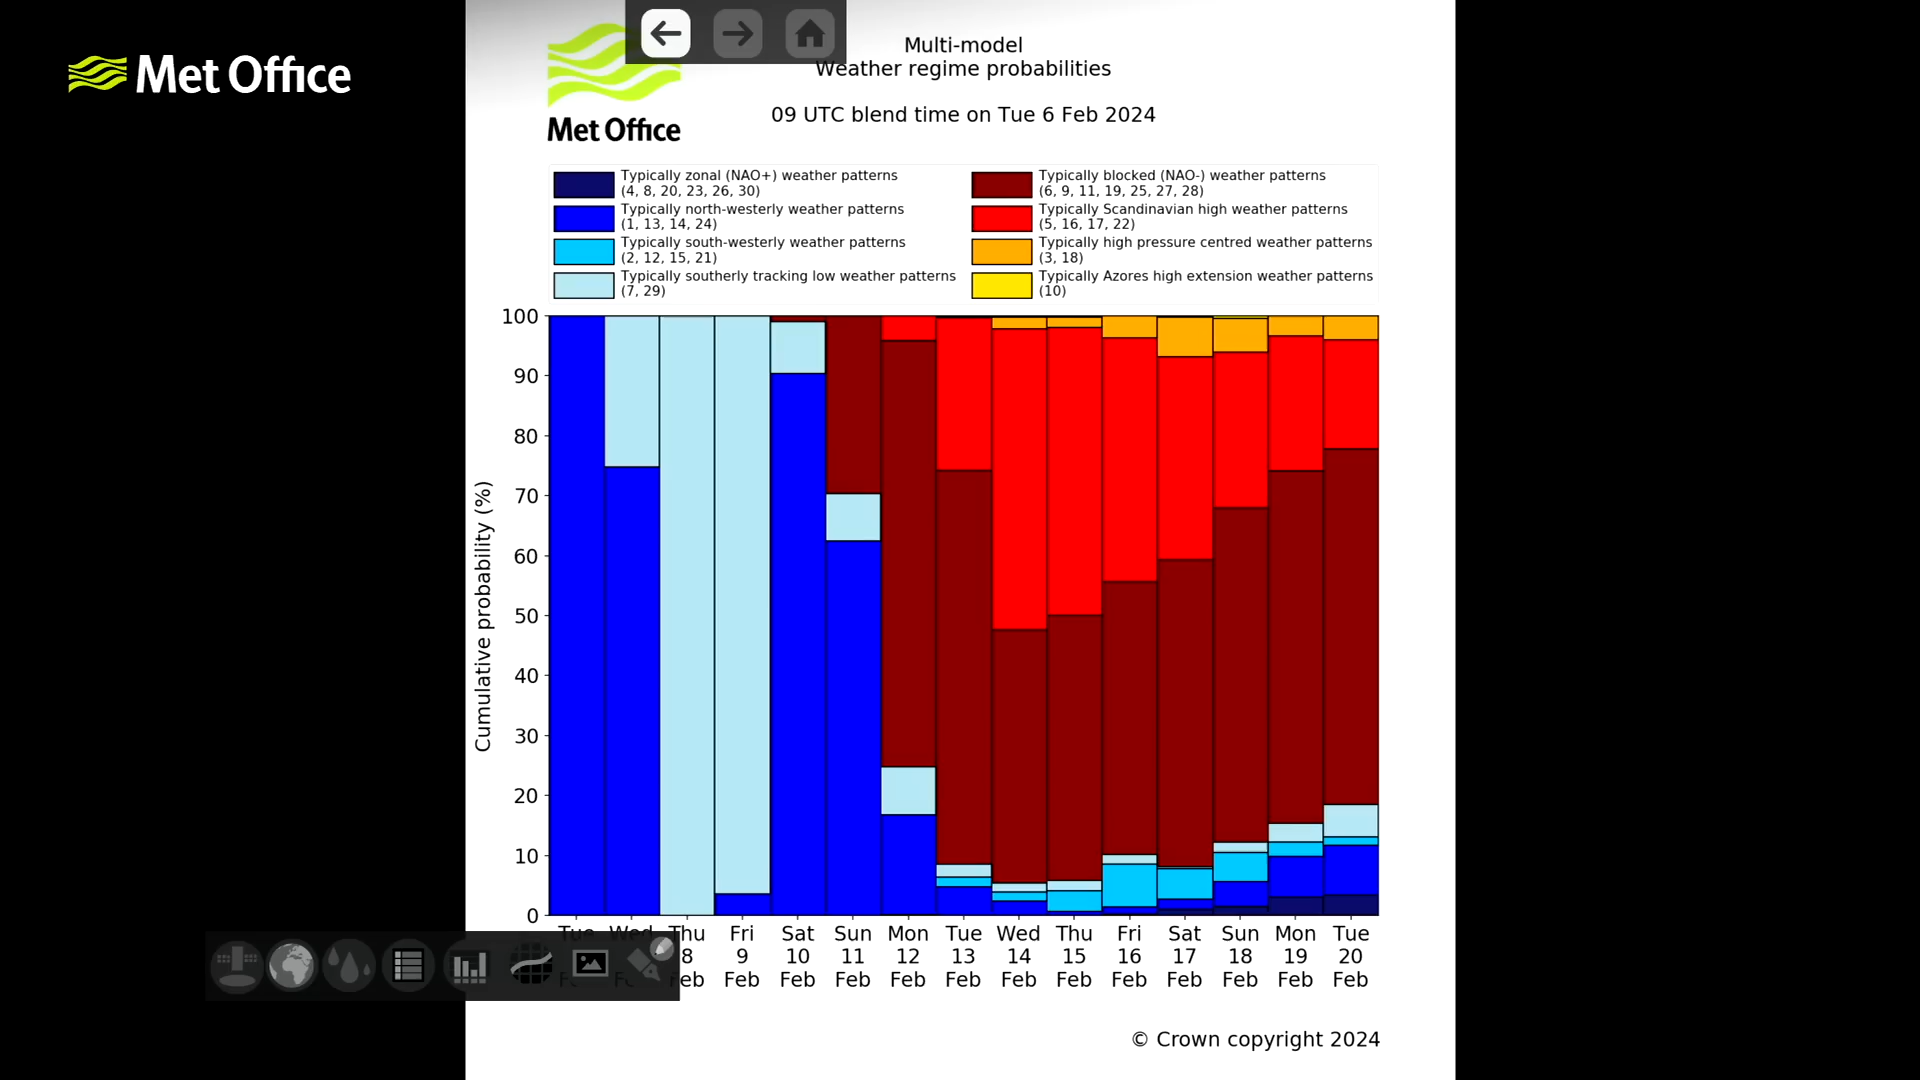 Met Office
Met Office
Multi-model
Weather regime probabilities
09 UTC blend time on Tue 6 Feb 2024
Typically zonal (NAO+) weather patterns
(4, 8, 20, 23, 26, 30)
Typically north-westerly weather patterns
(1, 13, 14, 24)
Typically south-westerly weather patterns
(2, 12, 15, 21)
Typically southerly tracking low weather patterns
(7, 29)
Typically blocked (NAO-) weather patterns
(6, 9, 11, 19, 25, 27, 28)
Typically Scandinavian high weather patterns
(5, 16, 17, 22)
Typically high pressure centred weather patterns
(3, 18)
Typically Azores high extension weather patterns
(10)
Cumulative probability (%)
100
90
80
70
60
50
40
30
20
10
0
Tue Wed Thu Fri Sat Sun Mon Tue Wed Thu Fri Sat Sun Mon Tue
8 9 10 11 12 13 14 15 16 17 18 19 20
Feb Feb Feb Feb Feb Feb Feb Feb Feb Feb Feb Feb
© Crown copyright 2024